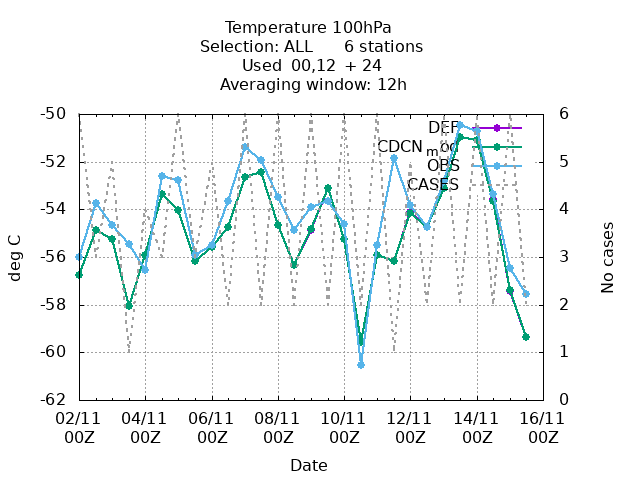 Temperature 100hPa
Selection: ALL 6 stations
Used 00,12 + 24
Averaging window: 12h
-50 6
DEF
CDCN mod
-52 5
OBS
CASES
-54 4
deg C
No cases
-56 3
-58 2
-60 1
-62 0
02/11 04/11 06/11 08/11 10/11 12/11 14/11 16/11
00Z 00Z 00Z 00Z 00Z 00Z 00Z 00Z
Date